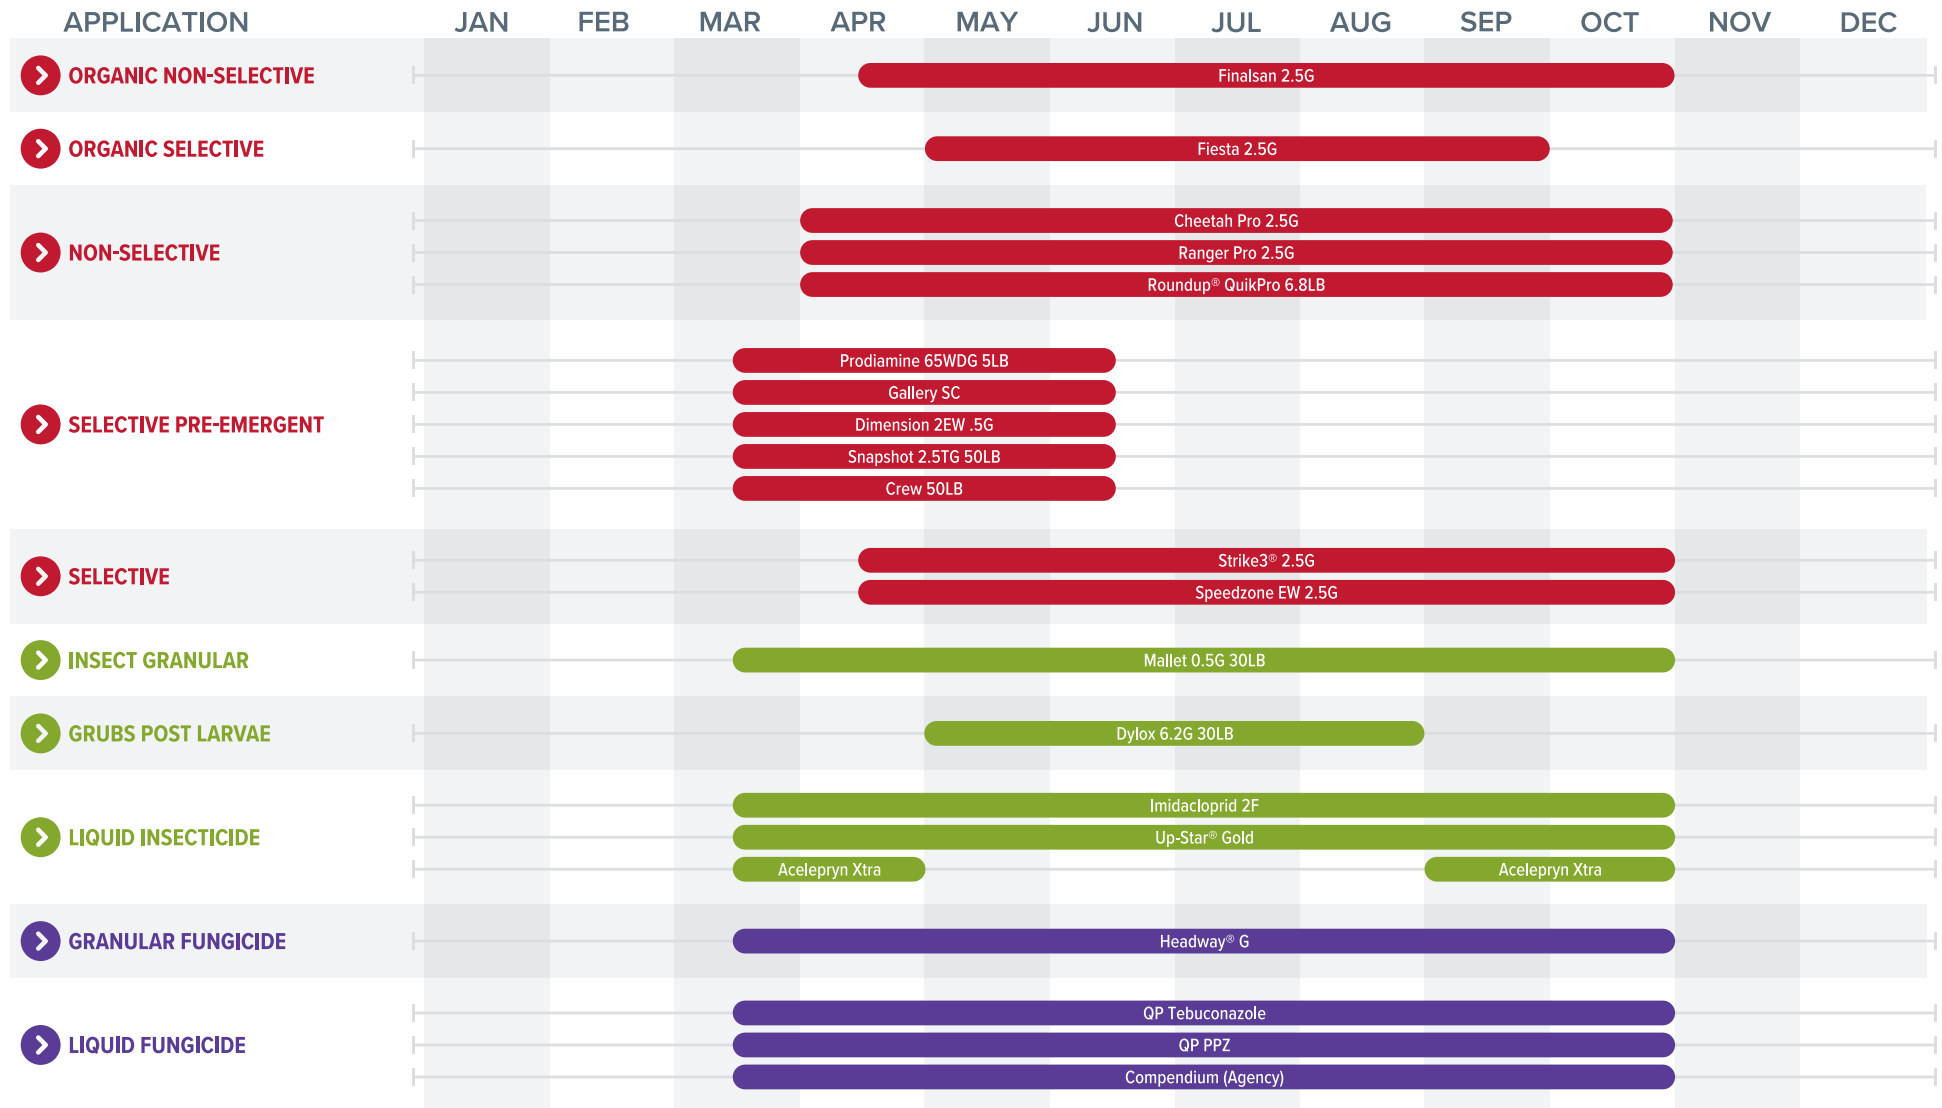 APPLICATION JAN FEB MAR APR MAY JUN JUL AUG SEP OCT NOV DEC
ORGANIC NON-SELECTIVE
Finalsan 2.5G
ORGANIC SELECTIVE
Fiesta 2.5G
NON-SELECTIVE
Cheetah Pro 2.5G
Ranger Pro 2.5G
Roundup® QuikPro 6.8LB
SELECTIVE PRE-EMERGENT
Prodiamine 65WDG 5LB
Gallery SC
Dimension 2EW .5G
Snapshot 2.5TG 50LB
Crew 50LB
SELECTIVE
Strike3® 2.5G
Speedzone EW 2.5G
INSECT GRANULAR
Mallet 0.5G 30LB
GRUBS POST LARVAE
Dylox 6.2G 30LB
LIQUID INSECTICIDE
Imidacloprid 2F
Up-Star® Gold
Acelepryn Xtra Acelepryn Xtra
GRANULAR FUNGICIDE
Headway® G
LIQUID FUNGICIDE
QP Tebuconazole
QP PPZ
Compendium (Agency)